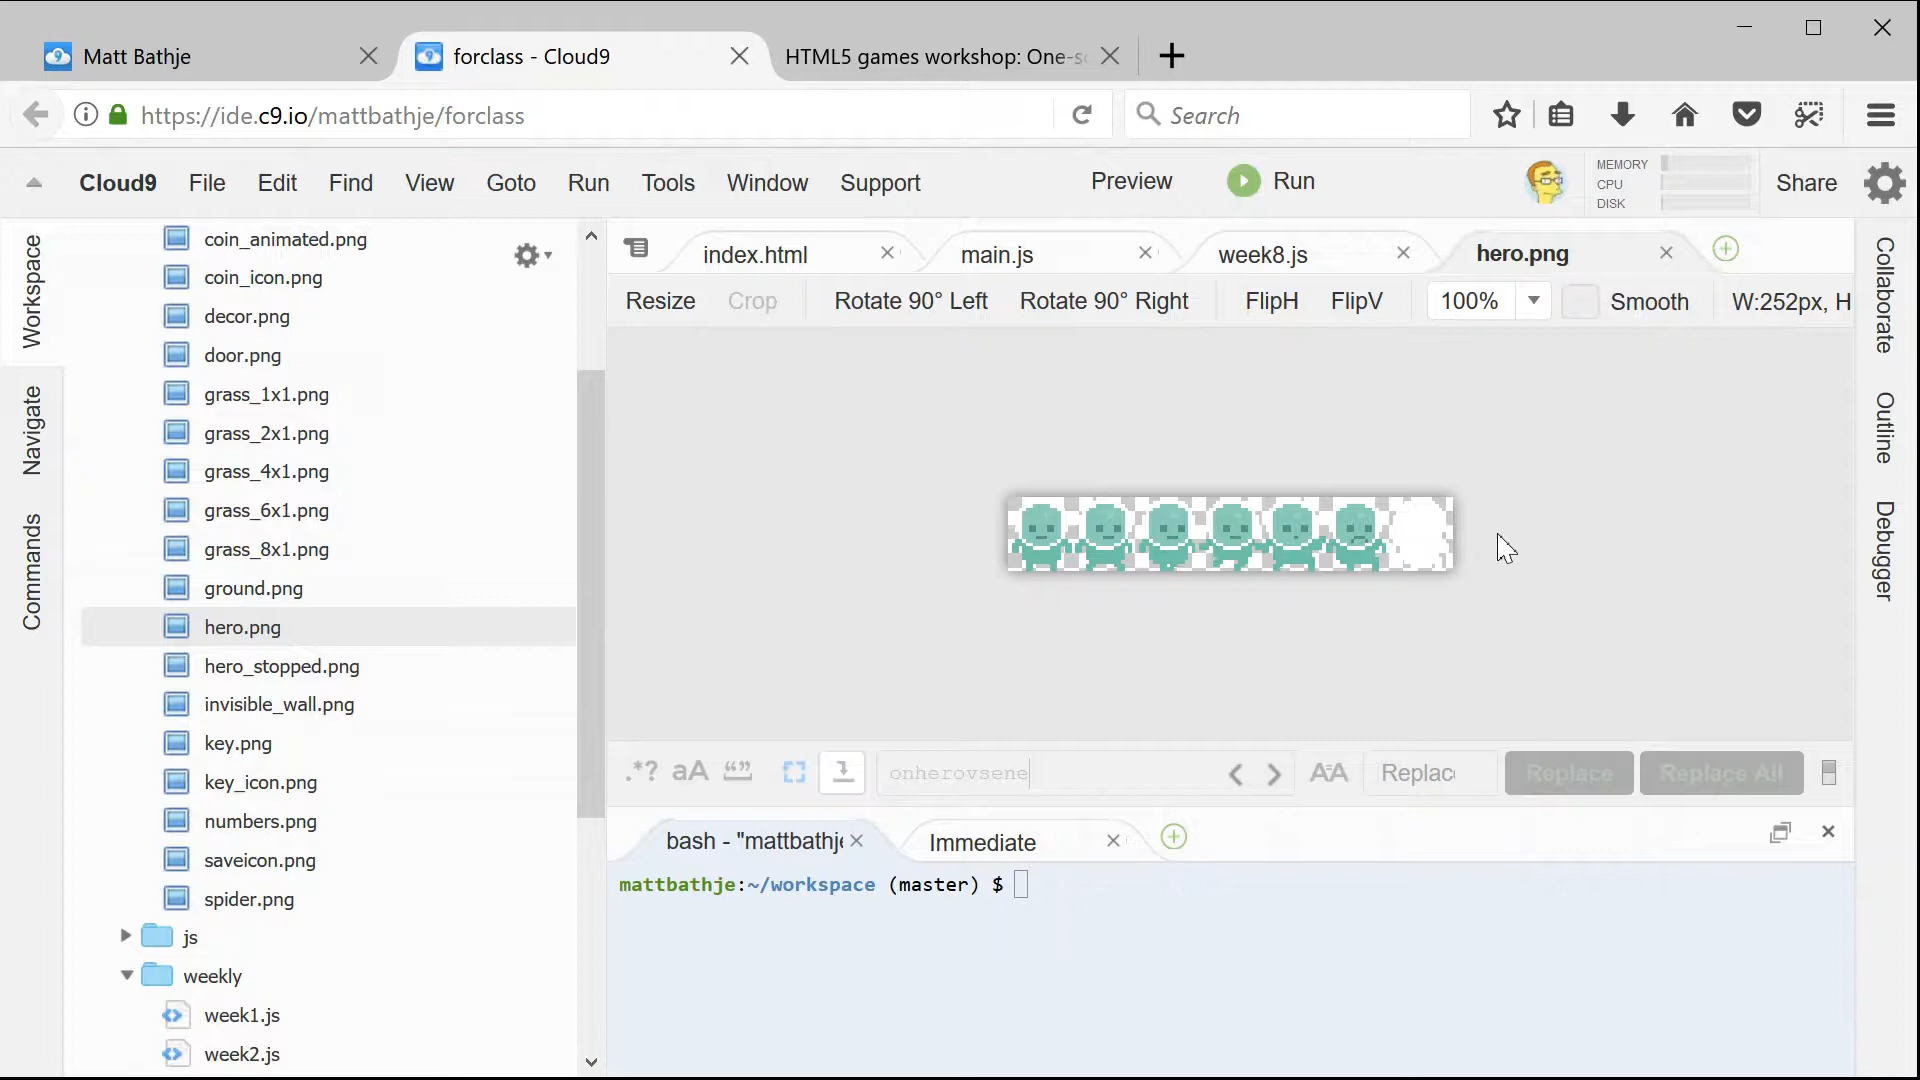 Matt Bathje
forclass - Cloud9
HTML5 games workshop: One-s
https://ide.c9.io/mattbathje/forclass
Search
Cloud9 File Edit Find View Goto Run Tools Window Support
Preview Run
MEMORY
CPU
DISK
Share
Workspace
Navigate
Commands
coin_animated.png
coin_icon.png
decor.png
door.png
grass_1x1.png
grass_2x1.png
grass_4x1.png
grass_6x1.png
grass_8x1.png
ground.png
hero.png
hero_stopped.png
invisible_wall.png
key.png
key_icon.png
numbers.png
saveicon.png
spider.png
js
weekly
week1.js
week2.js
index.html
main.js
week8.js
hero.png
Resize Crop Rotate 90° Left Rotate 90° Right FlipH FlipV 100% Smooth W:252px, H
.*? aA “”
onherovsene
AA
Replac
Replace
Replace All
bash - "mattbathje
Immediate
mattbathje:~/workspace (master) $
Collaborate
Outline
Debugger